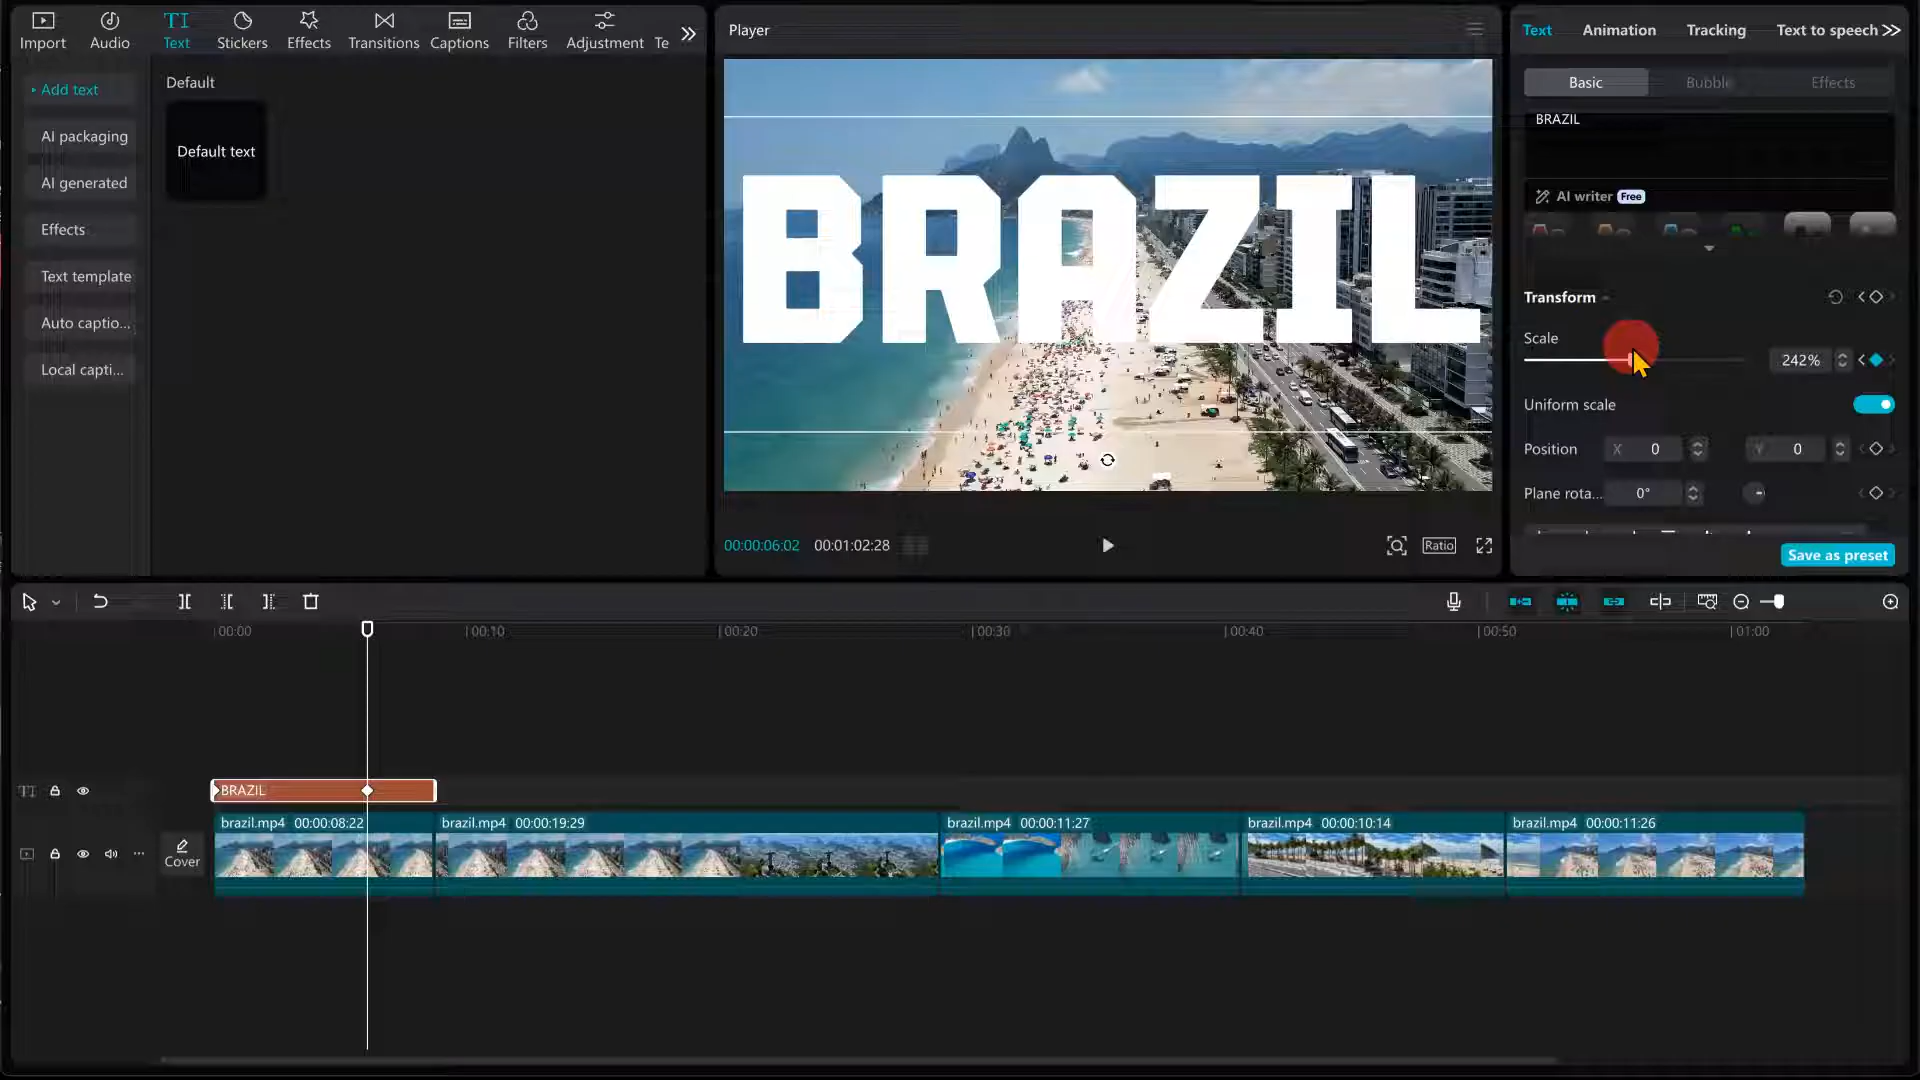 Import Audio TI Text Stickers Effects Transitions Captions Filters Adjustment Te
Add text
AI packaging
AI generated
Effects
Text template
Auto captio...
Local capti...
Default
Default text
Player
BRAZIL
00:00:06:02 00:01:02:28
Ratio
Text Animation Tracking Text to speech
Basic Bubble Effects
BRAZIL
AI writer Free
Transform
Scale
242%
Uniform scale
Position X 0 Y 0
Plane rota... 0°
Save as preset
00:00 00:10 00:20 00:30 00:40 00:50 01:00
TI BRAZIL
brazil.mp4 00:00:08:22 brazil.mp4 00:00:19:29 brazil.mp4 00:00:11:27 brazil.mp4 00:00:10:14 brazil.mp4 00:00:11:26
Cover